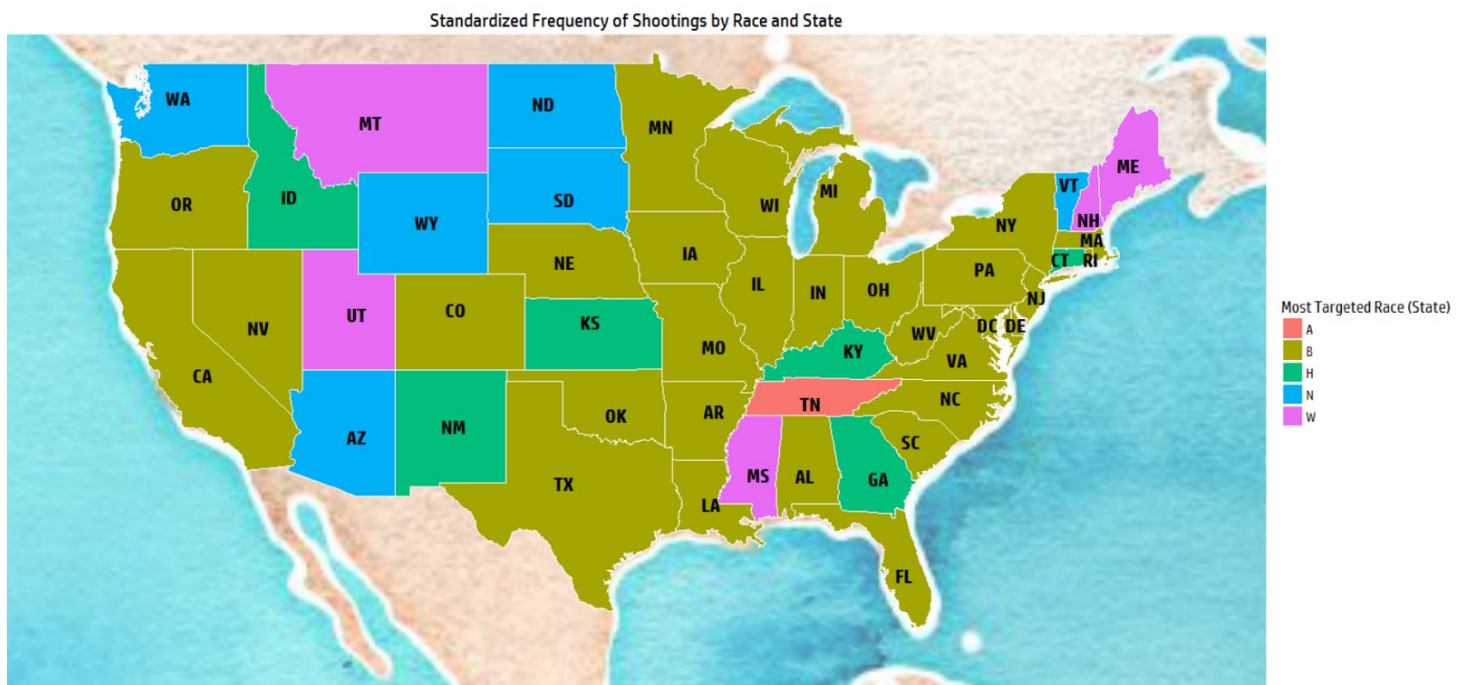 Standardized Frequency of Shootings by Race and State
WA
MT
ND
MN
OR
ID
WY
SD
WI
MI
NY
VT
NH
ME
MA
CT
RI
NV
UT
CO
NE
IA
IL
IN
OH
PA
NJ
CA
KS
MO
KY
WV
VA
DC
DE
AZ
NM
OK
AR
TN
NC
SC
TX
LA
MS
AL
GA
FL
Most Targeted Race (State)
A
B
H
N
W